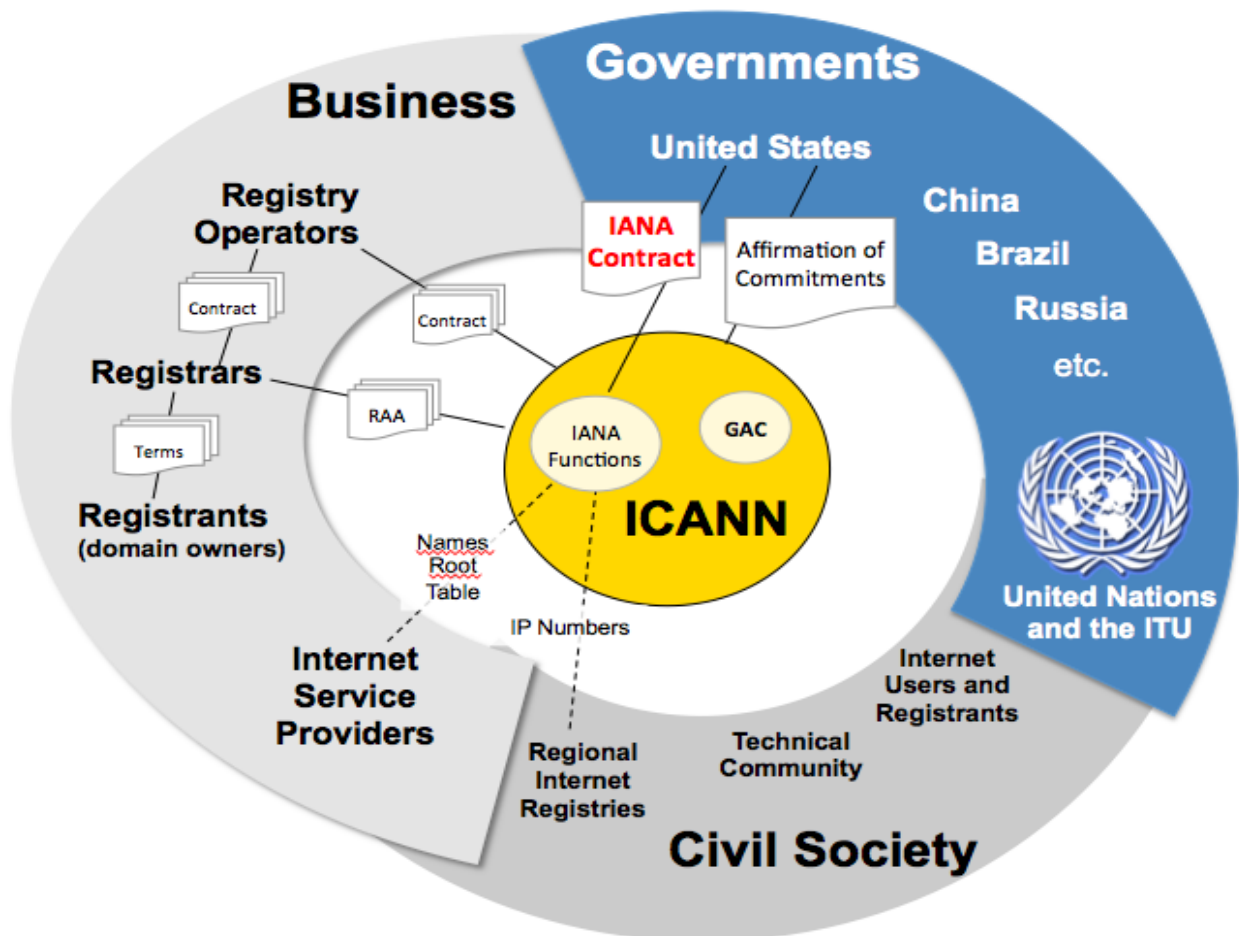 Governments
Business
United States
Registry
Operators
China
IANA
Contract
Affirmation of
Commitments
Brazil
Contract
Contract
Russia
Registrars
etc.
RAA
IANA
Functions
GAC
Terms
ICANN
Registrants
(domain owners)
Names
Root
Table
United Nations
and the ITU
IP Numbers
Internet
Service
Providers
Internet
Users and
Registrants
Regional
Internet
Registries
Technical
Community
Civil Society